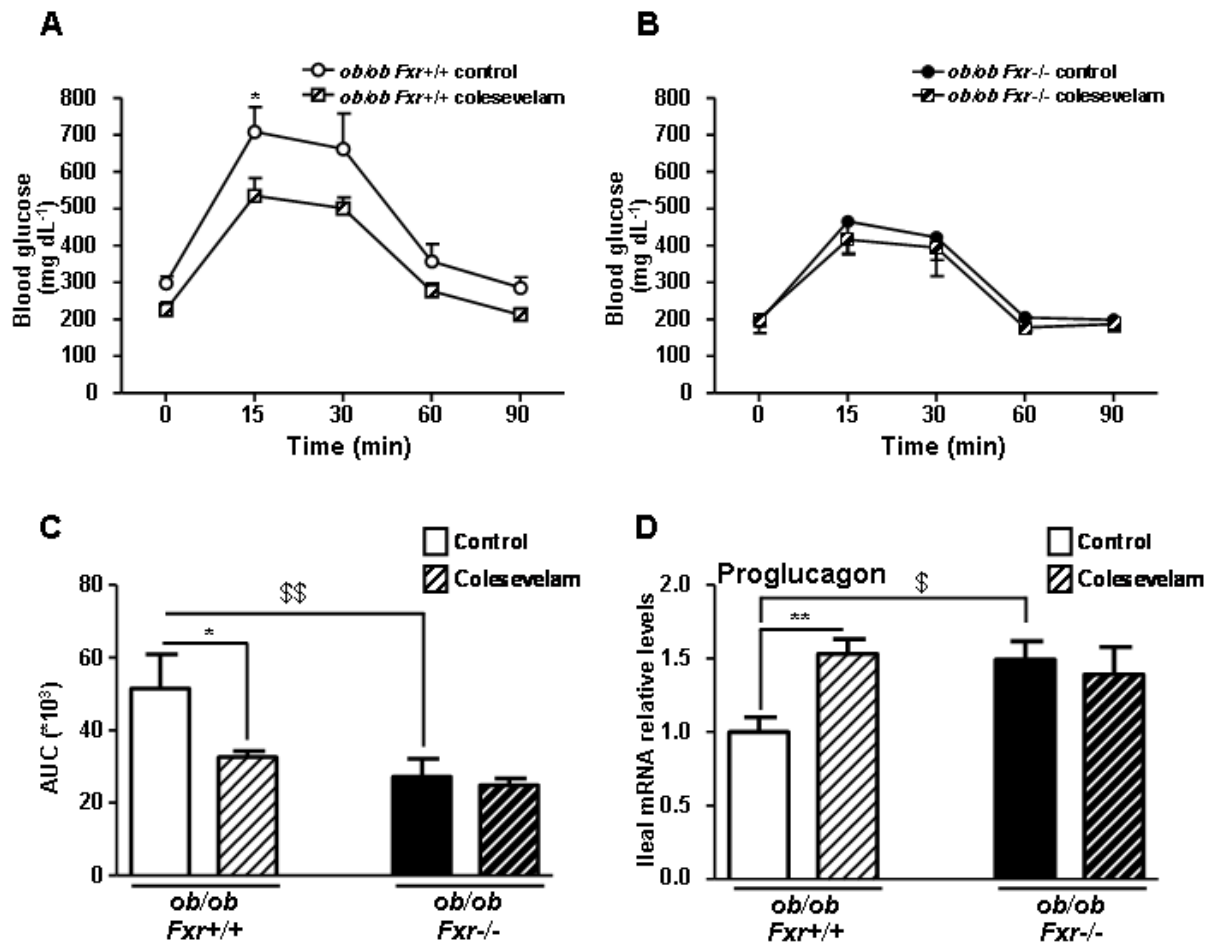 A
ob/ob Fxr+/+ control
ob/ob Fxr+/+ colesevelam
*
800
700
600
500
400
300
200
100
0
Blood glucose
(mg dL-1)
0 15 30 60 90
Time (min)
B
ob/ob Fxr-/- control
ob/ob Fxr-/- colesevelam
800
700
600
500
400
300
200
100
0
Blood glucose
(mg dL-1)
0 15 30 60 90
Time (min)
C
Control
Colesevelam
80
60
40
20
0
AUC (*10³)
$$
*
ob/ob
Fxr+/+
ob/ob
Fxr-/-
D
Control
Colesevelam
Proglucagon
2.0
1.5
1.0
0.5
0.0
Ileal mRNA relative levels
$
**
ob/ob
Fxr+/+
ob/ob
Fxr-/-